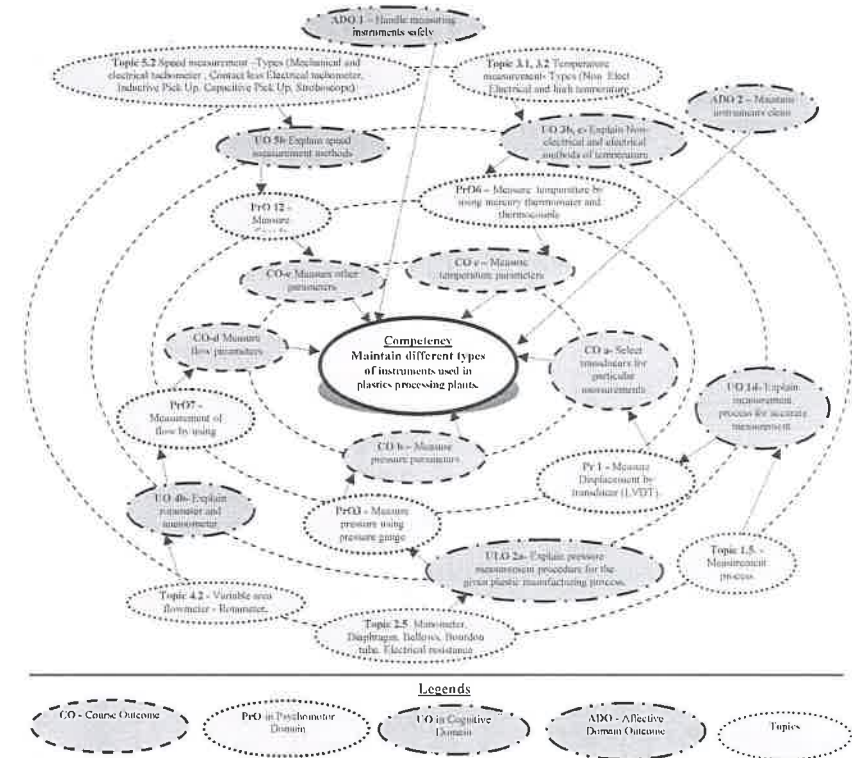 ADO 1 – Handle measuring
instruments safely
Topic 5.2 Speed measurement –Types (Mechanical and
electrical tachometer , Contact less Electrical tachometer,
Inductive Pick Up, Capacitive Pick Up, Stroboscope)
Topic 3.1, 3.2 Temperature
measurement- Types (Non Elect
Electrical and high temperature
ADO 2 – Maintain
instruments clean
UO 5b Explain speed
measurement methods
UO 3b, c- Explain Non-
electrical and electrical
methods of temperature
PrO6 – Measure temperature by
using mercury thermometer and
thermocouple
PrO 12 -
Measure
CO-e Measure other
parameters
CO c – Measure
temperature parameters
CO-d Measure
flow parameters
Competency
Maintain different types
of instruments used in
plastics processing plants.
CO a- Select
transducers for
particular
measurements
UO 1d- Explain
measurement
process for accurate
measurement
PrO7 -
Measurement of
flow by using
CO b – Measure
pressure parameters
Pr 1 - Measure
Displacement by
transducer (LVDT)
UO 4b- Explain
rotameter and
anemometer
PrO3 - Measure
pressure using
pressure gauge
ULO 2a- Explain pressure
measurement procedure for the
given plastic manufacturing process.
Topic 1.5. -
Measurement
process
Topic 4.2 - Variable area
flowmeter - Rotameter.
Topic 2.5 Manometer,
Diaphragm, Bellows, Bourdon
tube, Electrical resistance
Legends
CO - Course Outcome
PrO in Psychomotor
Domain
UO in Cognitive
Domain
ADO - Affective
Domain Outcome
Topics